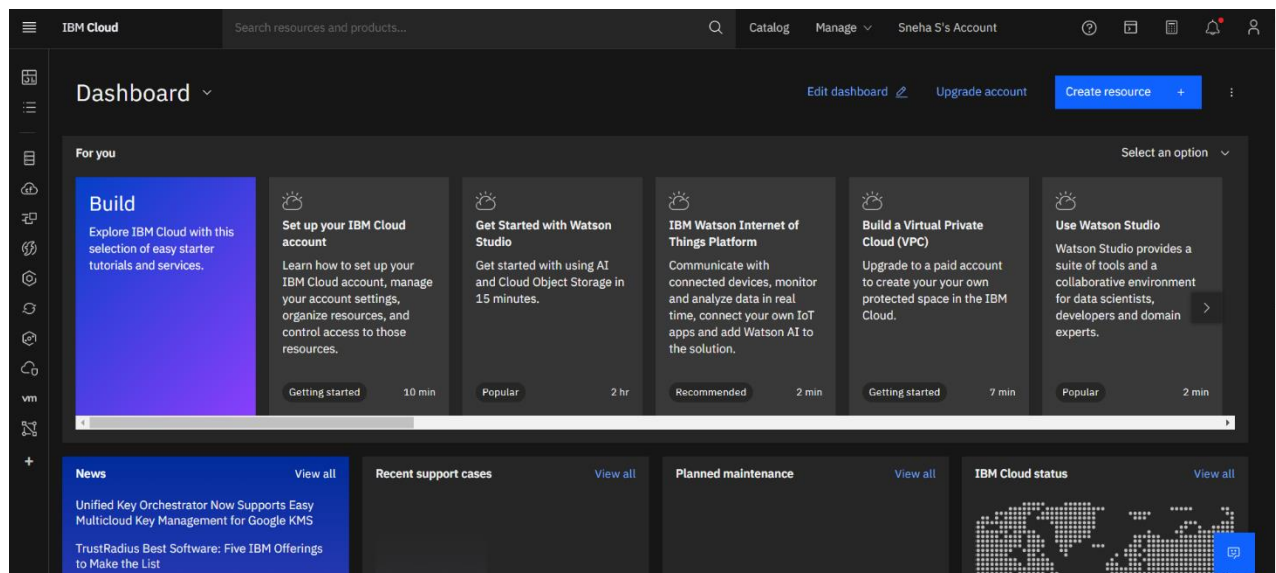 IBM Cloud
Search resources and products...
Catalog
Manage
Sneha S's Account
Dashboard
Edit dashboard
Upgrade account
Create resource +
For you
Select an option
Build
Explore IBM Cloud with this
selection of easy starter
tutorials and services.
Set up your IBM Cloud
account
Learn how to set up your
IBM Cloud account, manage
your account settings,
organize resources, and
control access to those
resources.
Getting started
10 min
Get Started with Watson
Studio
Get started with using AI
and Cloud Object Storage in
15 minutes.
Popular
2 hr
IBM Watson Internet of
Things Platform
Communicate with
connected devices, monitor
and analyze data in real
time, connect your own IoT
apps and add Watson AI to
the solution.
Recommended
2 min
Build a Virtual Private
Cloud (VPC)
Upgrade to a paid account
to create your your own
protected space in the IBM
Cloud.
Getting started
7 min
Use Watson Studio
Watson Studio provides a
suite of tools and a
collaborative environment
for data scientists,
developers and domain
experts.
Popular
2 min
vm
News
View all
Unified Key Orchestrator Now Supports Easy
Multicloud Key Management for Google KMS
TrustRadius Best Software: Five IBM Offerings
to Make the List
Recent support cases
View all
Planned maintenance
View all
IBM Cloud status
View all